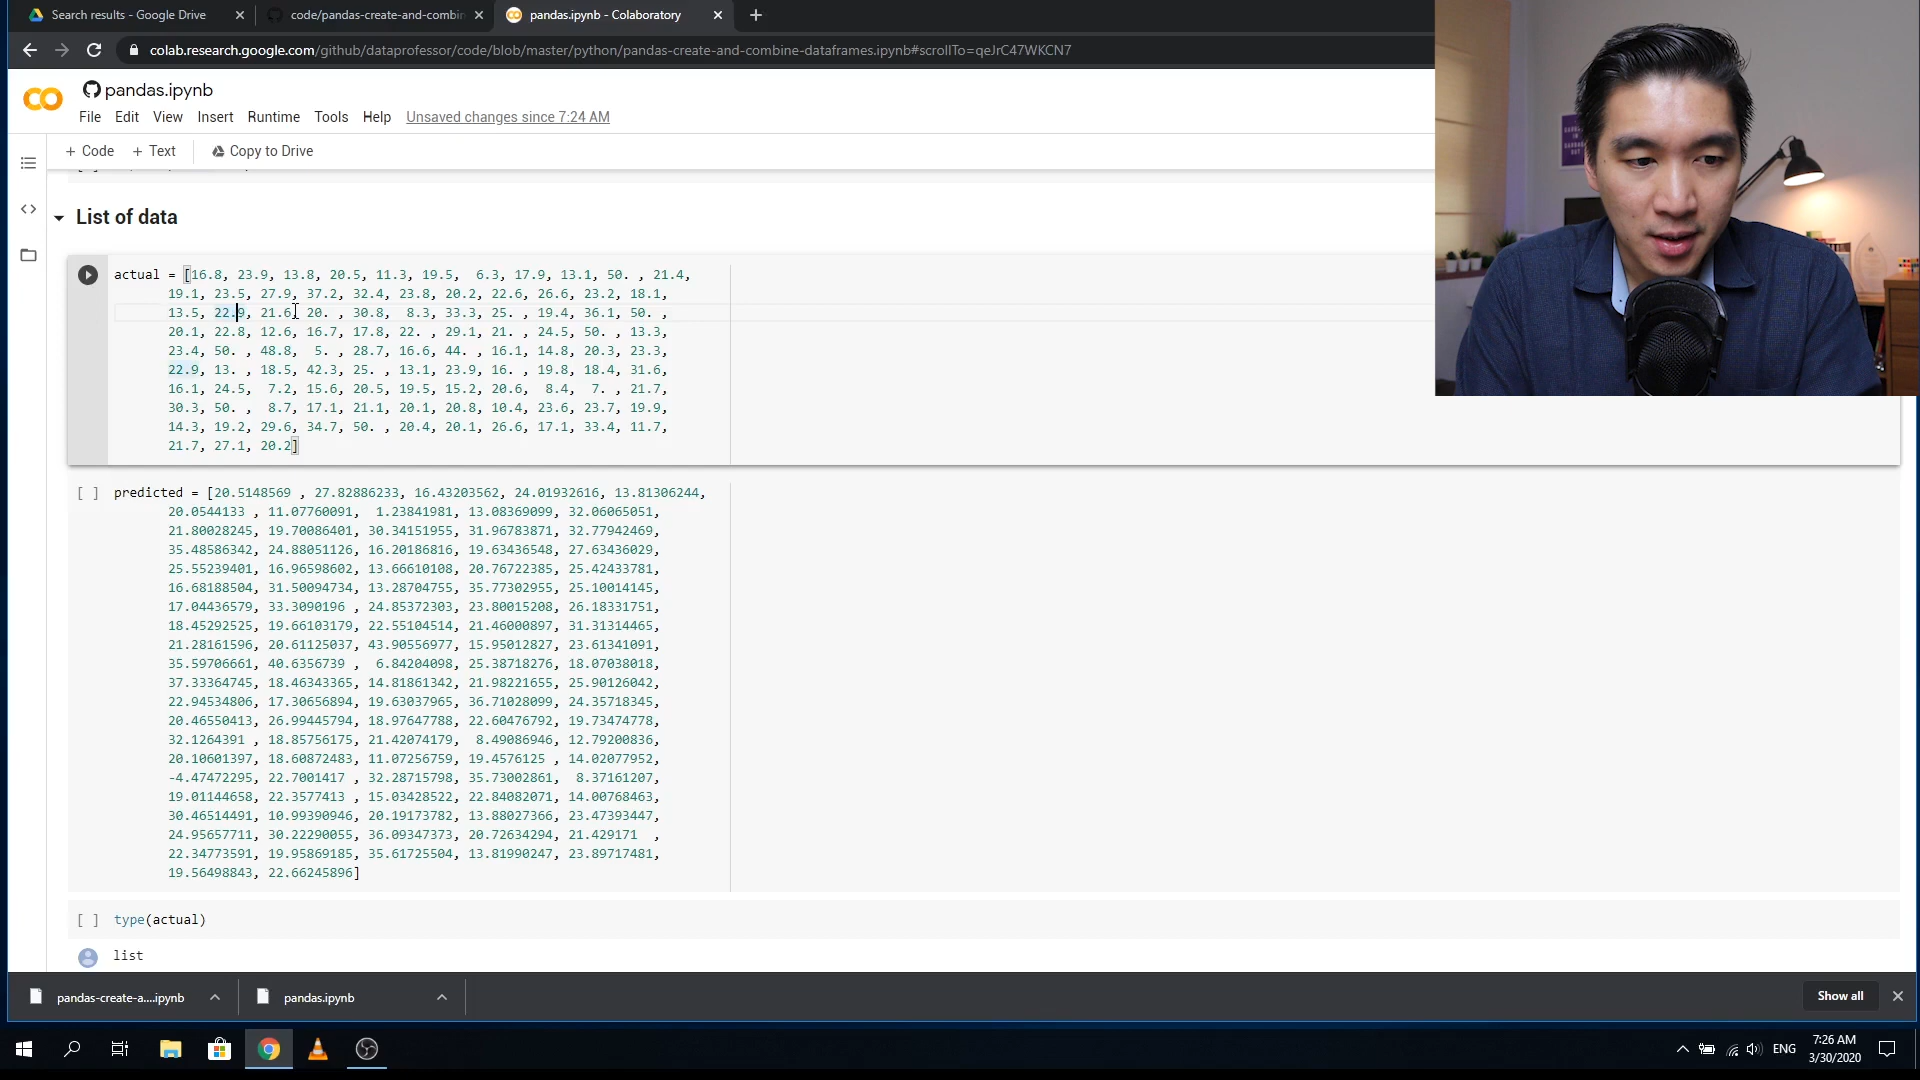 Search results - Google Drive
code/pandas-create-and-combin
pandas.ipynb - Colaboratory
colab.research.google.com/github/dataprofessor/code/blob/master/python/pandas-create-and-combine-dataframes.ipynb#scrollTo=qeJrC47WKCN7
pandas.ipynb
File Edit View Insert Runtime Tools Help Unsaved changes since 7:24 AM
+ Code + Text Copy to Drive
List of data
actual = [16.8, 23.9, 13.8, 20.5, 11.3, 19.5,  6.3, 17.9, 13.1, 50. , 21.4,
19.1, 23.5, 27.9, 37.2, 32.4, 23.8, 20.2, 22.6, 26.6, 23.2, 18.1,
13.5, 22.9, 21.6, 20. , 30.8,  8.3, 33.3, 25. , 19.4, 36.1, 50. ,
20.1, 22.8, 12.6, 16.7, 17.8, 22. , 29.1, 21. , 24.5, 50. , 13.3,
23.4, 50. , 48.8,  5. , 28.7, 16.6, 44. , 16.1, 14.8, 20.3, 23.3,
22.9, 13. , 18.5, 42.3, 25. , 13.1, 23.9, 16. , 19.8, 18.4, 31.6,
16.1, 24.5,  7.2, 15.6, 20.5, 19.5, 15.2, 20.6,  8.4,  7. , 21.7,
30.3, 50. ,  8.7, 17.1, 21.1, 20.1, 20.8, 10.4, 23.6, 23.7, 19.9,
14.3, 19.2, 29.6, 34.7, 50. , 20.4, 20.1, 26.6, 17.1, 33.4, 11.7,
21.7, 27.1, 20.2]
[ ] predicted = [20.5148569 , 27.82886233, 16.43203562, 24.01932616, 13.81306244,
20.0544133 , 11.07760091,  1.23841981, 13.08369099, 32.06065051,
21.80028245, 19.70086401, 30.34151955, 31.96783871, 32.77942469,
35.48586342, 24.88051126, 16.20186816, 19.63436548, 27.63436029,
25.55239401, 16.96598602, 13.66610108, 20.76722385, 25.42433781,
16.68188504, 31.50094734, 13.28704755, 35.77302955, 25.10014145,
17.04436579, 33.3090196 , 24.85372303, 23.80015208, 26.18331751,
18.45292525, 19.66103179, 22.55104514, 21.46000897, 31.31314465,
21.28161596, 20.61125037, 43.90556977, 15.95012827, 23.61341091,
35.59706661, 40.6356739 ,  6.84204098, 25.38718276, 18.07038018,
37.33364745, 18.46343365, 14.81861342, 21.98221655, 25.90126042,
22.94534806, 17.30656894, 19.63037965, 36.71028099, 24.35718345,
20.46550413, 26.99445794, 18.97647788, 22.60476792, 19.73474778,
32.1264391 , 18.85756175, 21.42074179,  8.49086946, 12.79200836,
20.10601397, 18.60872483, 11.07256759, 19.4576125 , 14.02077952,
-4.47472295, 22.7001417 , 32.28715798, 35.73002861,  8.37161207,
19.01144658, 22.3577413 , 15.03428522, 22.84082071, 14.00768463,
30.46514491, 10.99390946, 20.19173782, 13.88027366, 23.47393447,
24.95657711, 30.22290055, 36.09347373, 20.72634294, 21.429171  ,
22.34773591, 19.95869185, 35.61725504, 13.81990247, 23.89717481,
19.56498843, 22.66245896]
[ ] type(actual)
list
pandas-create-a....ipynb
pandas.ipynb
Show all
ENG
7:26 AM
3/30/2020